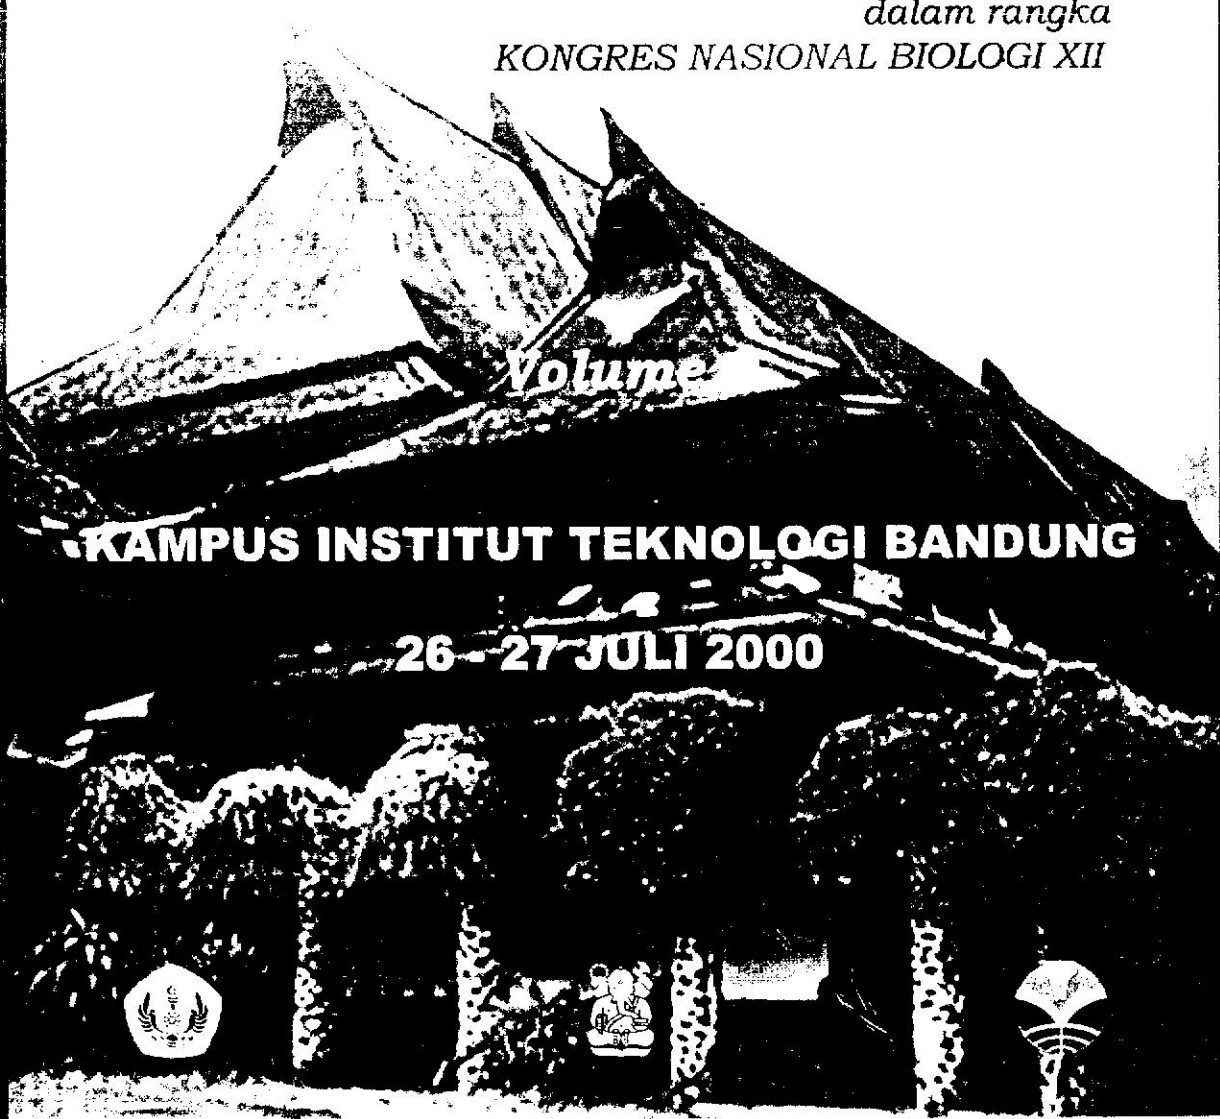 dalam rangka
KONGRES NASIONAL BIOLOGI XII
Volume
KAMPUS INSTITUT TEKNOLOGI BANDUNG
26 - 27 JULI 2000